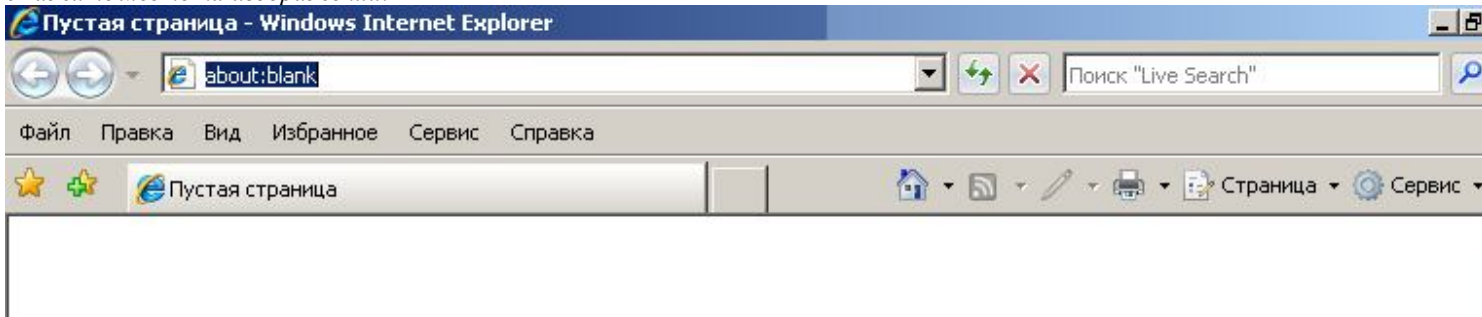 Пустая страница - Windows Internet Explorer
about:blank
Поиск "Live Search"
Файл Правка Вид Избранное Сервис Справка
Пустая страница
Страница
Сервис